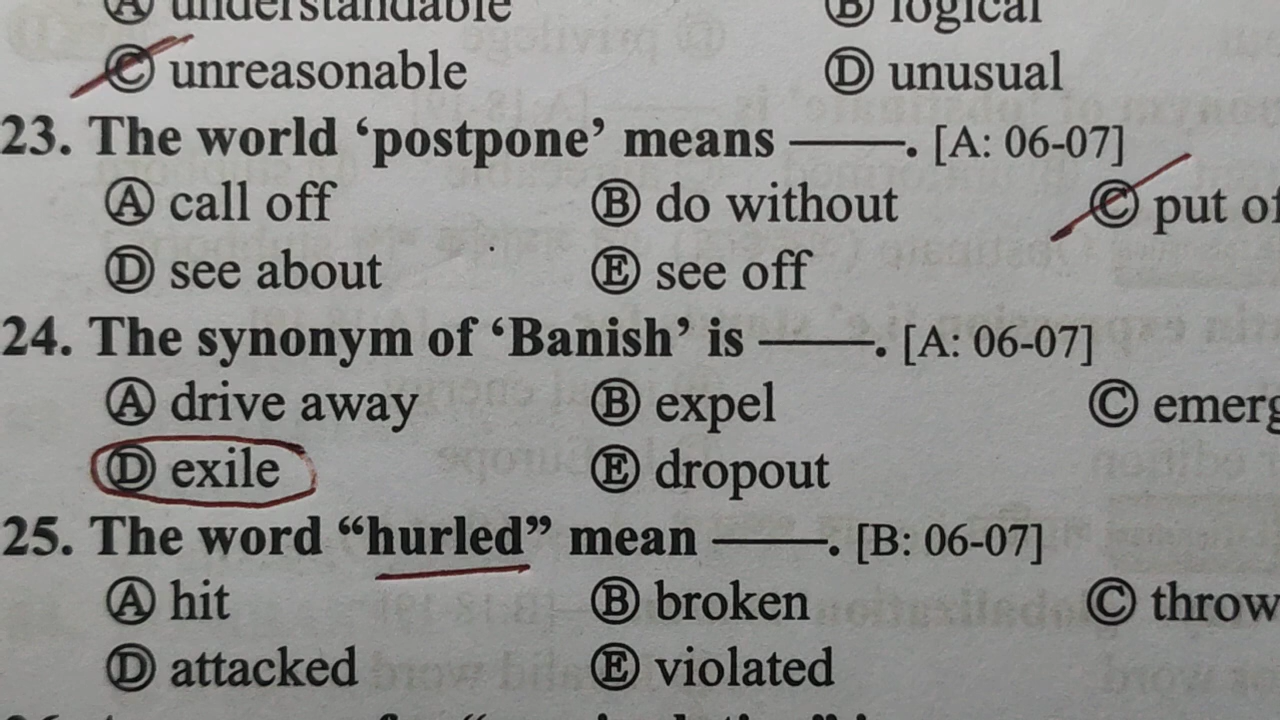 Ⓐ understandable Ⓑ logical
Ⓒ unreasonable Ⓓ unusual
23. The world ‘postpone’ means ———. [A: 06-07]
Ⓐ call off Ⓑ do without Ⓒ put of
Ⓓ see about Ⓔ see off
24. The synonym of ‘Banish’ is ———. [A: 06-07]
Ⓐ drive away Ⓑ expel Ⓒ emerg
Ⓓ exile Ⓔ dropout
25. The word “hurled” mean ———. [B: 06-07]
Ⓐ hit Ⓑ broken Ⓒ throw
Ⓓ attacked Ⓔ violated